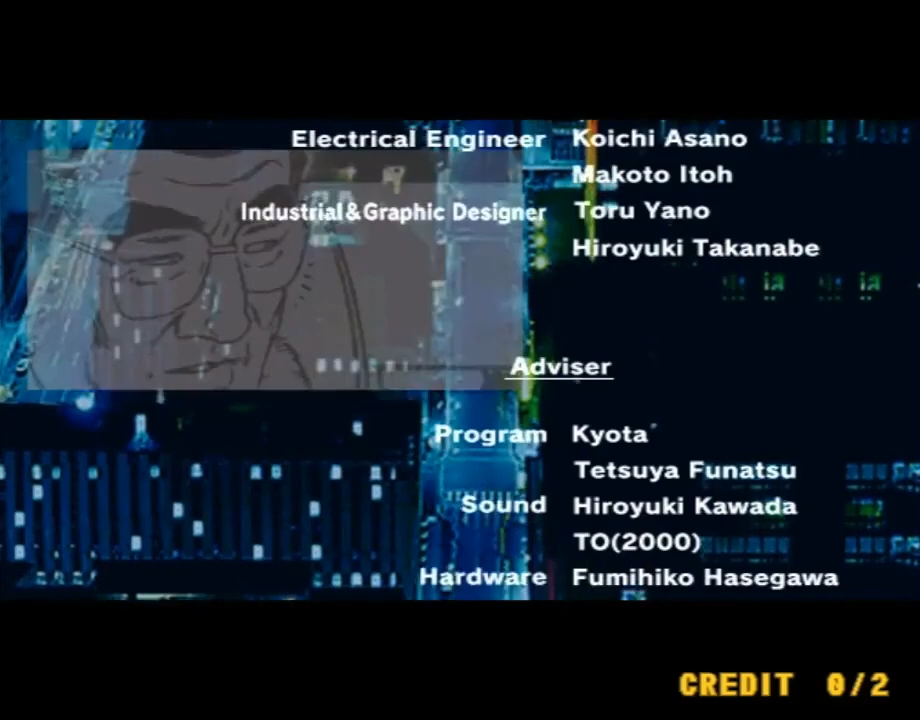 Electrical Engineer Koichi Asano
Makoto Itoh
Industrial&Graphic Designer Toru Yano
Hiroyuki Takanabe
Adviser
Program Kyota
Tetsuya Funatsu
Sound Hiroyuki Kawada
TO(2000)
Hardware Fumihiko Hasegawa
CREDIT 0/2